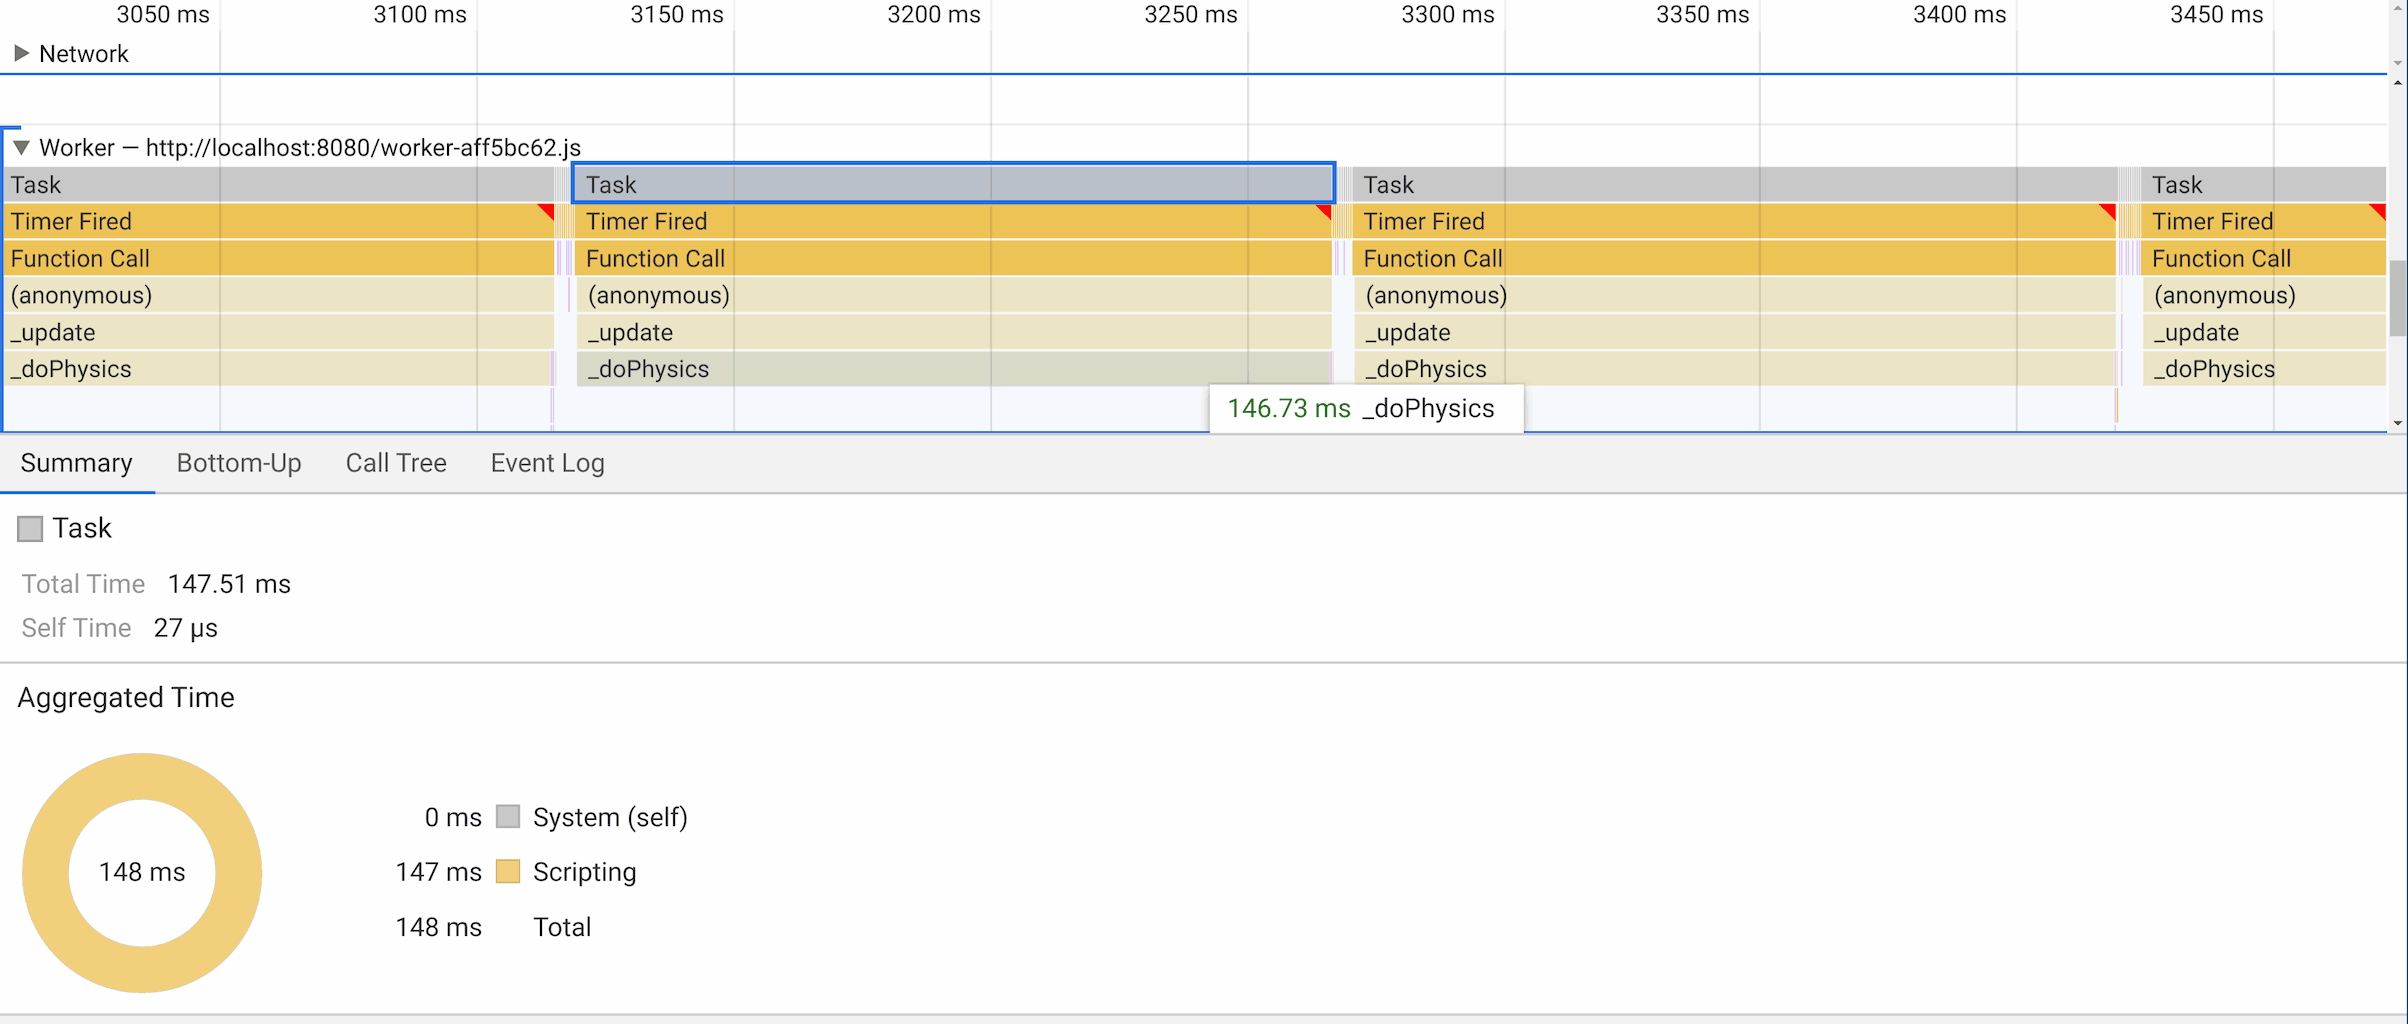 3050 ms 3100 ms 3150 ms 3200 ms 3250 ms 3300 ms 3350 ms 3400 ms 3450 ms
Network
Worker — http://localhost:8080/worker-aff5bc62.js
Task Task Task Task
Timer Fired Timer Fired Timer Fired Timer Fired
Function Call Function Call Function Call Function Call
(anonymous) (anonymous) (anonymous) (anonymous)
_update _update _update _update
_doPhysics _doPhysics _doPhysics _doPhysics
146.73 ms _doPhysics
Summary Bottom-Up Call Tree Event Log
Task
Total Time 147.51 ms
Self Time 27 μs
Aggregated Time
148 ms
0 ms System (self)
147 ms Scripting
148 ms Total